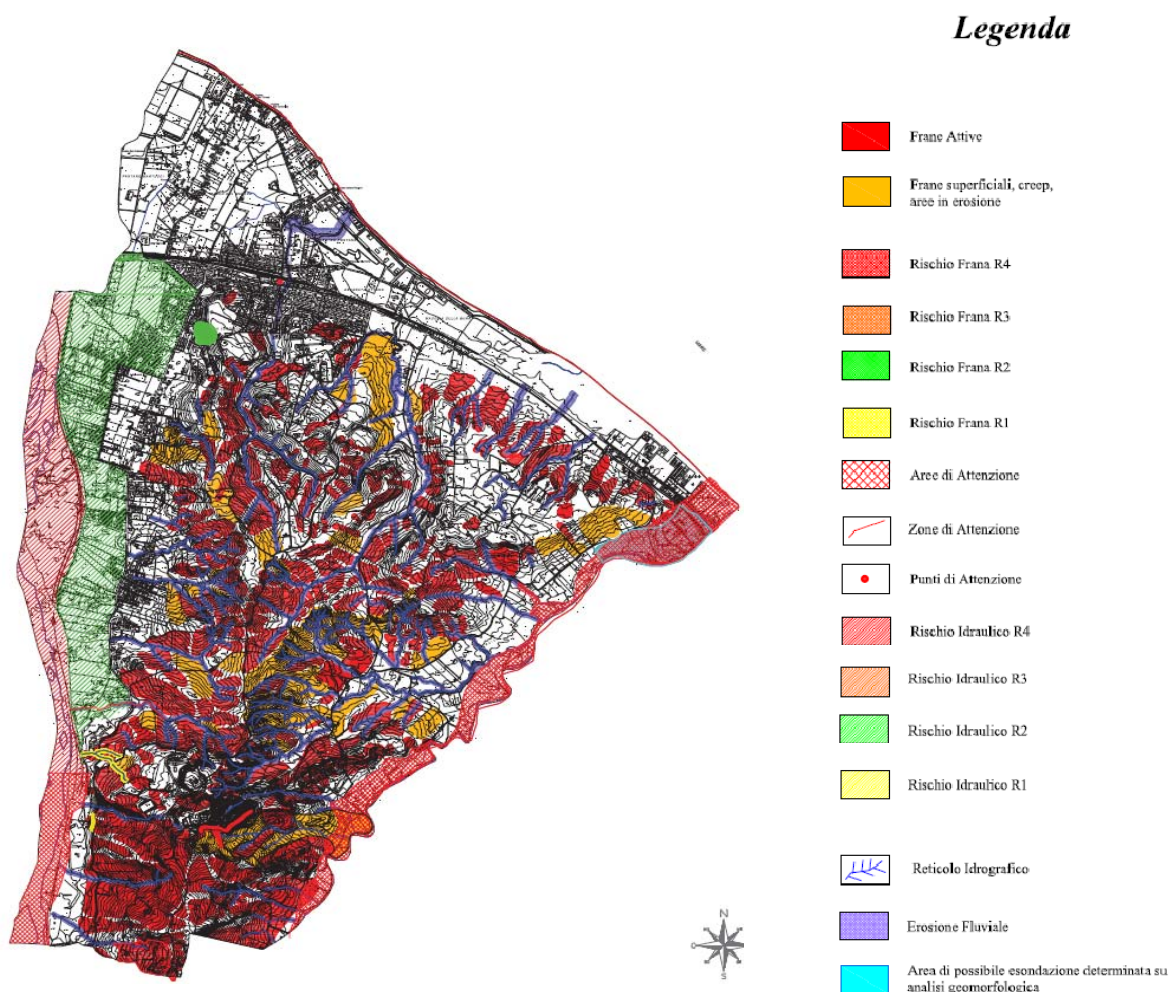 Legenda
Frane Attive
Frane superficiali, creep,
aree in erosione
Rischio Frana R4
Rischio Frana R3
Rischio Frana R2
Rischio Frana R1
Aree di Attenzione
Zone di Attenzione
Punti di Attenzione
Rischio Idraulico R4
Rischio Idraulico R3
Rischio Idraulico R2
Rischio Idraulico R1
Reticolo Idrografico
Erosione Fluviale
Area di possibile esondazione determinata su
analisi geomorfologica
N
O
S